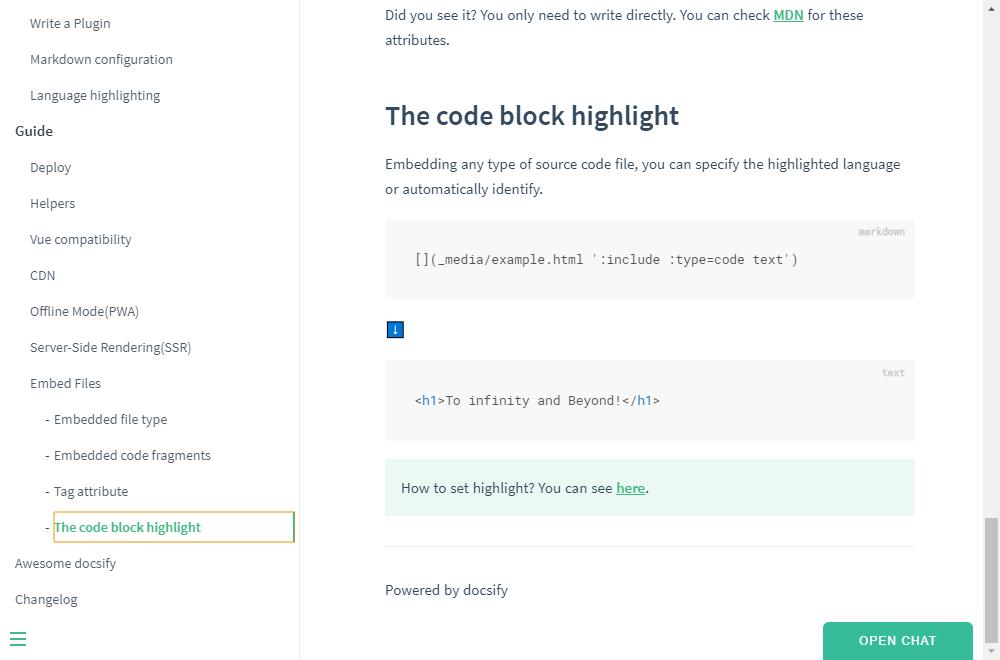 Write a Plugin
Markdown configuration
Language highlighting
Guide
Deploy
Helpers
Vue compatibility
CDN
Offline Mode(PWA)
Server-Side Rendering(SSR)
Embed Files
- Embedded file type
- Embedded code fragments
- Tag attribute
- The code block highlight
Awesome docsify
Changelog
Did you see it? You only need to write directly. You can check MDN for these
attributes.
The code block highlight
Embedding any type of source code file, you can specify the highlighted language
or automatically identify.
markdown
[](_media/example.html ':include :type=code text')
↓
text
<h1>To infinity and Beyond!</h1>
How to set highlight? You can see here.
Powered by docsify
OPEN CHAT